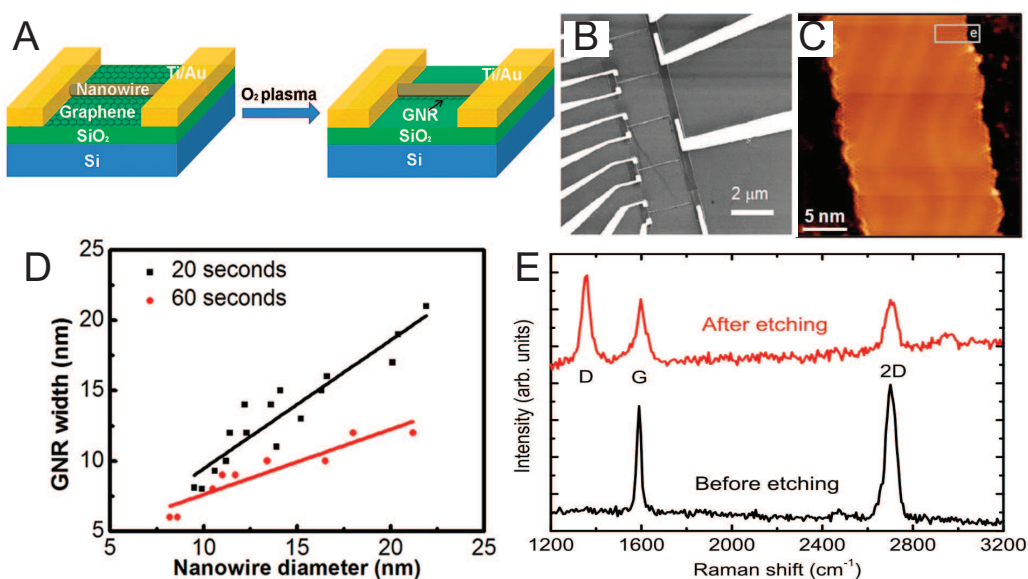 A
Ti/Au
Nanowire
Graphene
SiO₂
Si
O₂ plasma
Ti/Au
GNR
SiO₂
Si
B
2 μm
C
e
5 nm
D
25
20
15
10
5
GNR width (nm)
20 seconds
60 seconds
5
10
15
20
25
Nanowire diameter (nm)
E
Intensity (arb. units)
After etching
D
G
2D
Before etching
1200
1600
2000
2400
2800
3200
Raman shift (cm⁻¹)